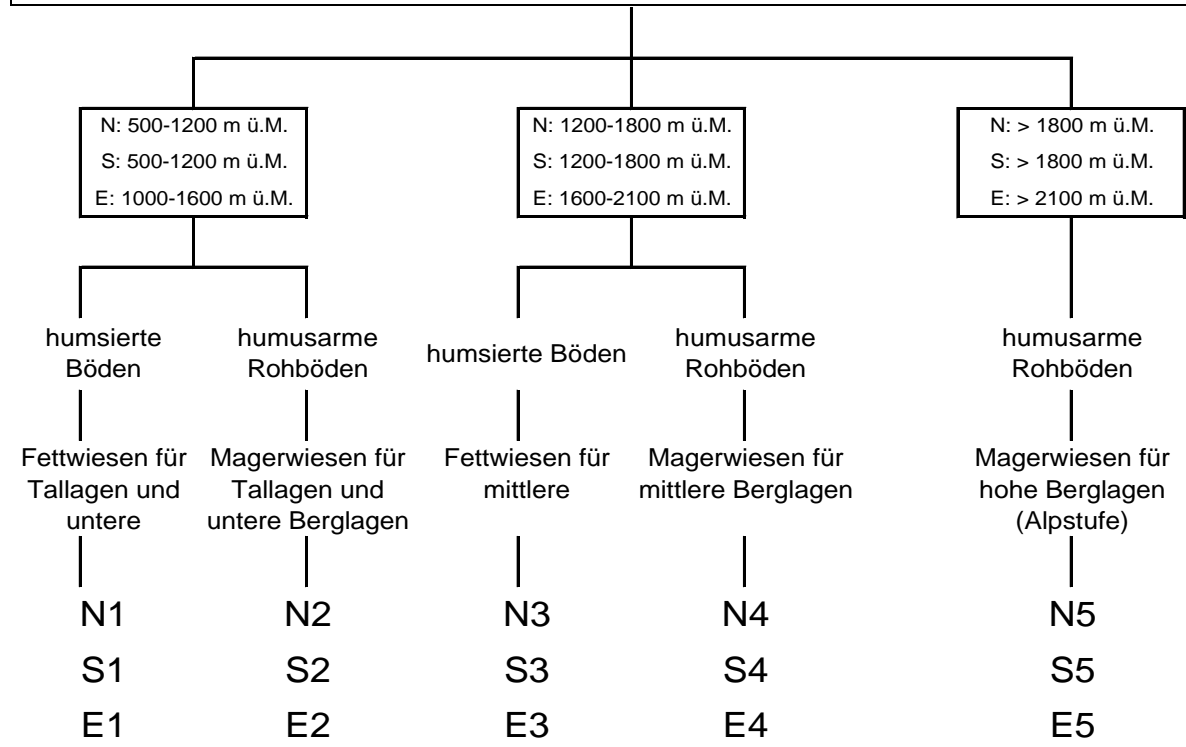 N: 500-1200 m ü.M.
S: 500-1200 m ü.M.
E: 1000-1600 m ü.M.
N: 1200-1800 m ü.M.
S: 1200-1800 m ü.M.
E: 1600-2100 m ü.M.
N: > 1800 m ü.M.
S: > 1800 m ü.M.
E: > 2100 m ü.M.
humsierte
Böden
humusarme
Rohböden
humsierte Böden
humusarme
Rohböden
humusarme
Rohböden
Fettwiesen für
Tallagen und
untere
Magerwiesen für
Tallagen und
untere Berglagen
Fettwiesen für
mittlere
Magerwiesen für
mittlere Berglagen
Magerwiesen für
hohe Berglagen
(Alpstufe)
N1
S1
E1
N2
S2
E2
N3
S3
E3
N4
S4
E4
N5
S5
E5